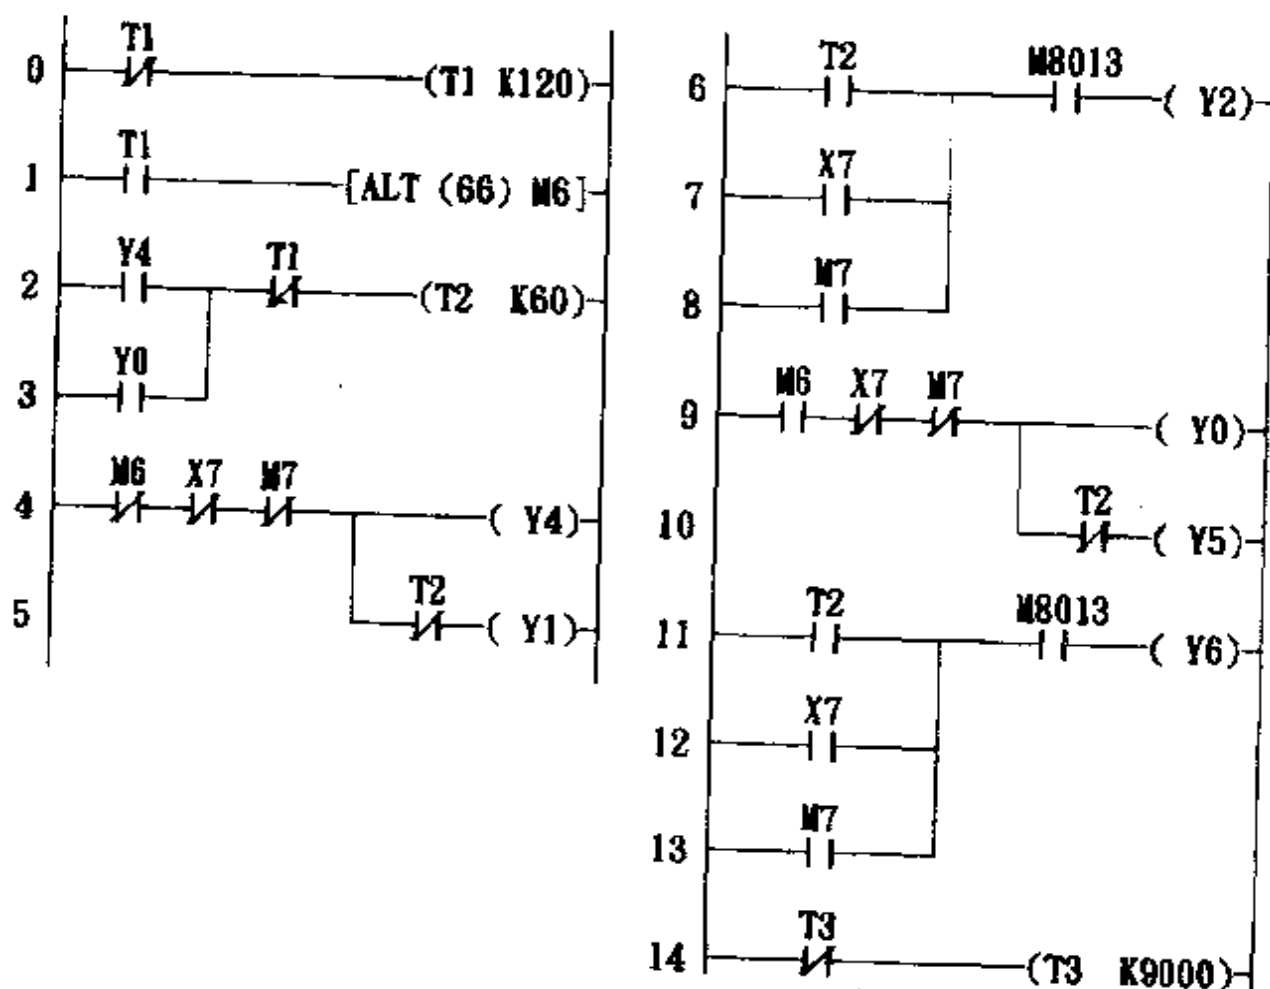 T1
0 (T1 K120)
T1
1 [ALT (66) M6]
Y4 T1
2 (T2 K60)
Y0
3
M6 X7 M7
4 ( Y4)
T2
5 ( Y1)
T2 M8013
6 ( Y2)
X7
7
M7
8
M6 X7 M7
9 ( Y0)
T2
10 ( Y5)
T2 M8013
11 ( Y6)
X7
12
M7
13
T3
14 (T3 K9000)